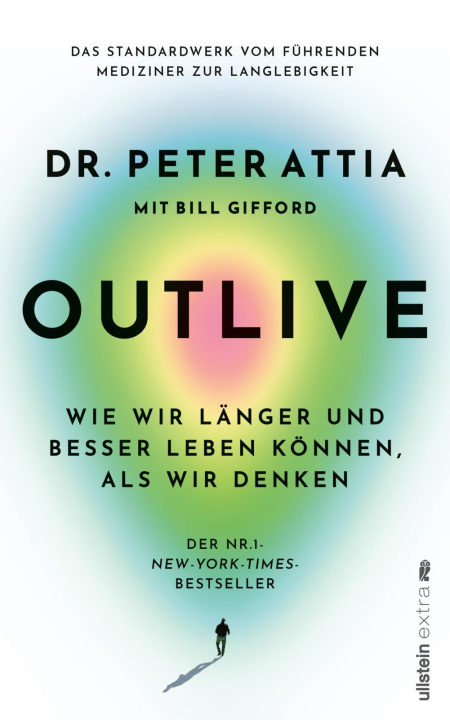 DAS STANDARDWERK VOM FÜHRENDEN
MEDIZINER ZUR LANGLEBIGKEIT
DR. PETER ATTIA
MIT BILL GIFFORD
OUTLIVE
WIE WIR LÄNGER UND
BESSER LEBEN KÖNNEN,
ALS WIR DENKEN
DER NR.1-
NEW-YORK-TIMES-
BESTSELLER
ullstein extra